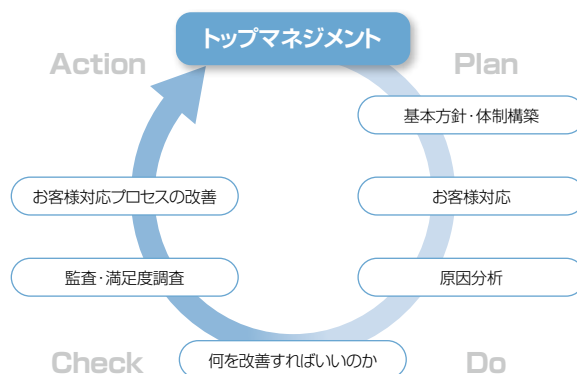 トップマネジメント
Action
Plan
基本方針・体制構築
お客様対応プロセスの改善
お客様対応
監査・満足度調査
原因分析
Check
何を改善すればいいのか
Do